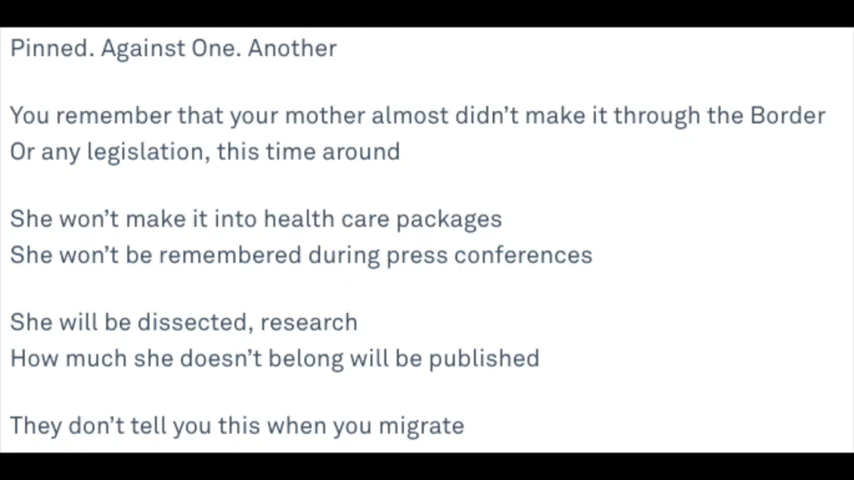 Pinned. Against One. Another
You remember that your mother almost didn’t make it through the Border
Or any legislation, this time around
She won’t make it into health care packages
She won’t be remembered during press conferences
She will be dissected, research
How much she doesn’t belong will be published
They don’t tell you this when you migrate